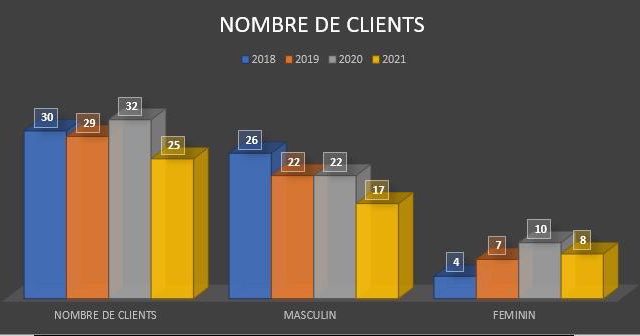 NOMBRE DE CLIENTS
2018 2019 2020 2021
30 29 32 25 26 22 22 17 4 7 10 8
NOMBRE DE CLIENTS MASCULIN FEMININ